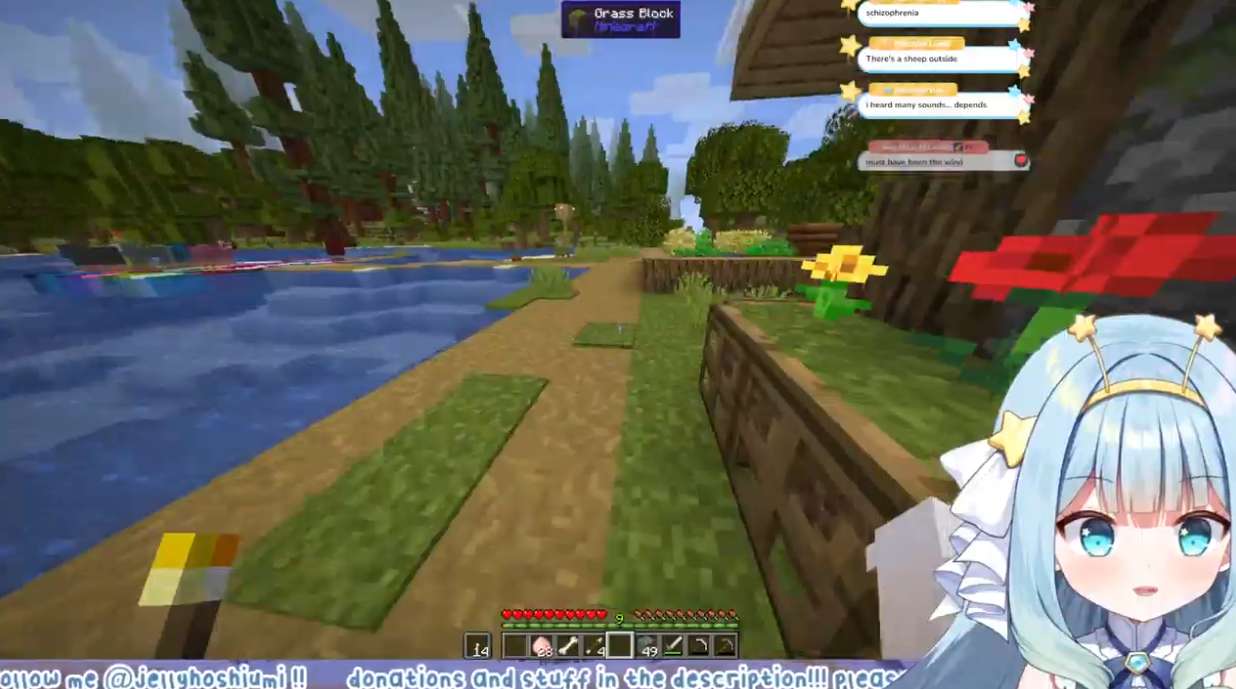 Grass Block
Minecraft
schizophrenia
There's a sheep outside
i heard many sounds... depends
must have been the wind
9
14
28
4
49
ollow me @jellyhoshiumi !! donations and stuff in the description!!! pleas